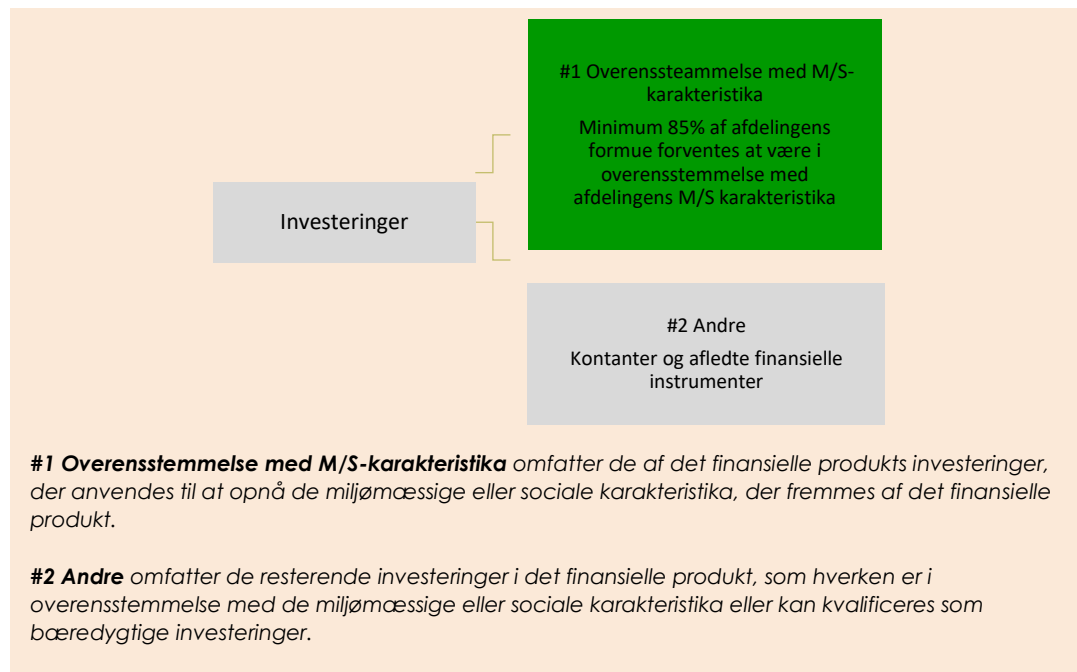 #1 Overenssteammelse med M/S-
karakteristika
Minimum 85% af afdelingens
formue forventes at være i
overensstemmelse med
afdelingens M/S karakteristika
Investeringer
#2 Andre
Kontanter og afledte finansielle
instrumenter
#1 Overensstemmelse med M/S-karakteristika omfatter de af det finansielle produkts investeringer,
der anvendes til at opnå de miljømæssige eller sociale karakteristika, der fremmes af det finansielle
produkt.
#2 Andre omfatter de resterende investeringer i det finansielle produkt, som hverken er i
overensstemmelse med de miljømæssige eller sociale karakteristika eller kan kvalificeres som
bæredygtige investeringer.